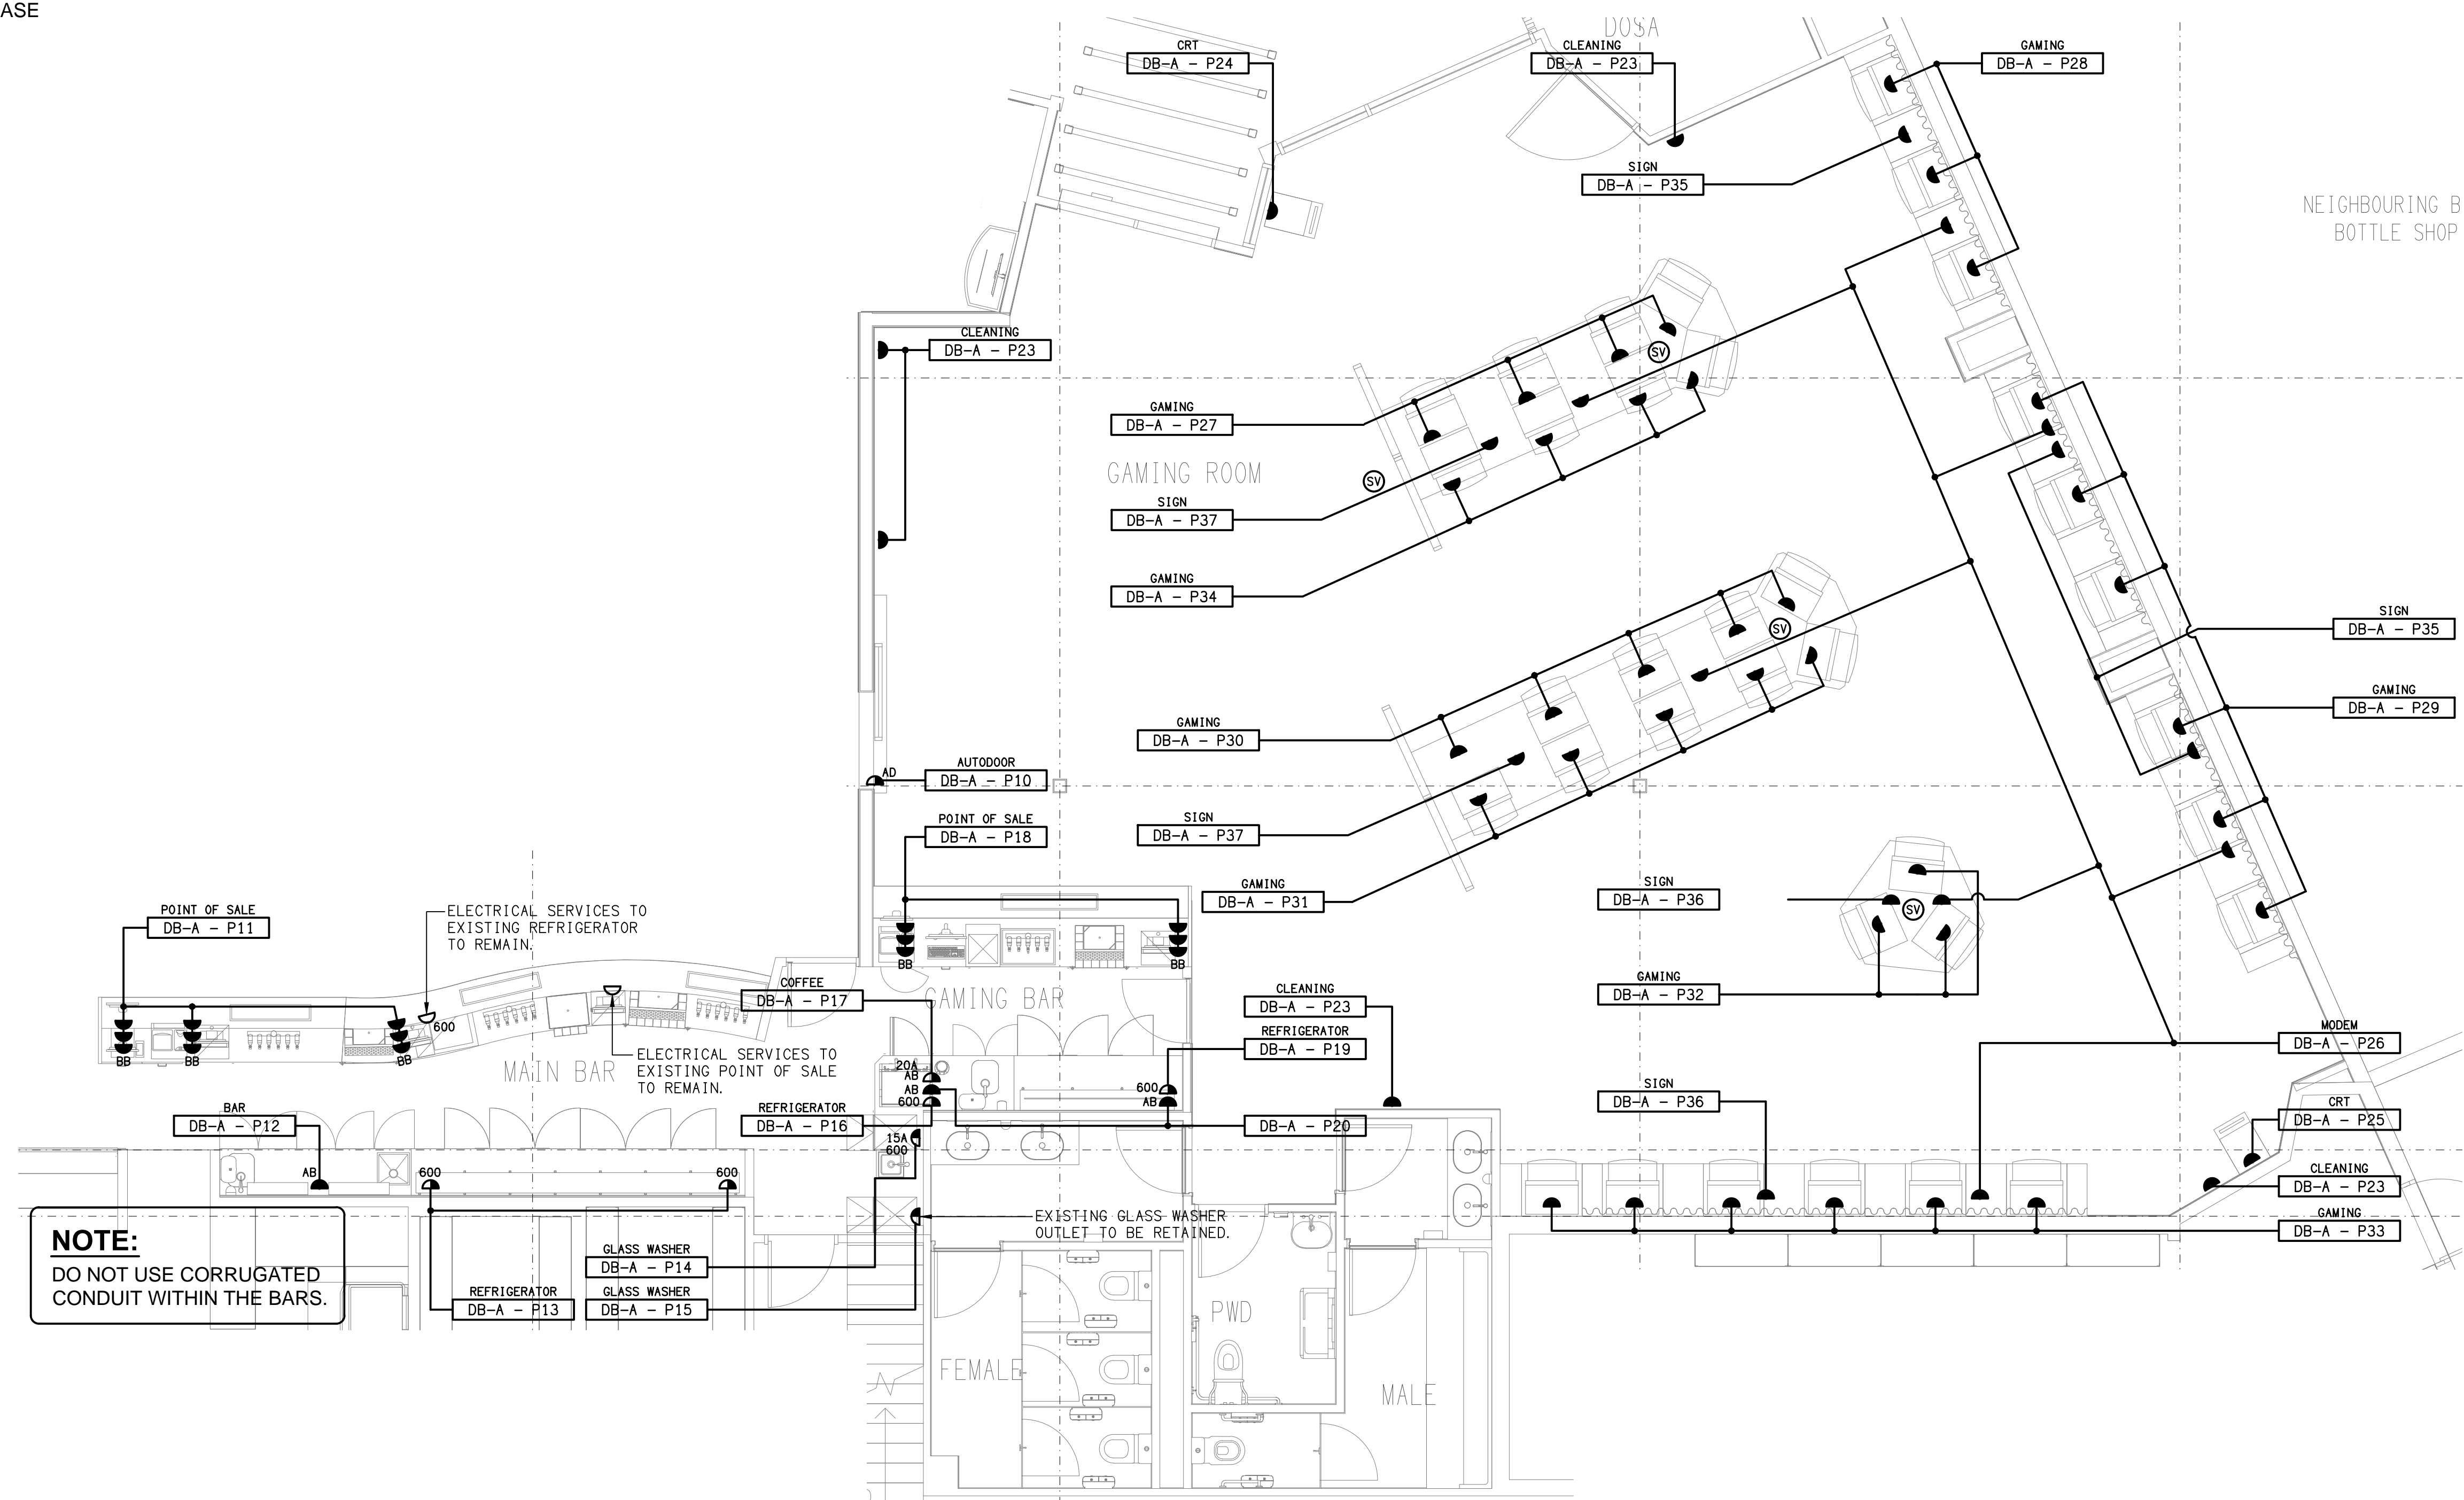 ASE
DOSA
CRT
DB-A - P24
CLEANING
DB-A - P23
GAMING
DB-A - P28
SIGN
DB-A - P35
NEIGHBOURING B
BOTTLE SHOP
CLEANING
DB-A - P23
SV
GAMING
DB-A - P27
GAMING ROOM
SV
SIGN
DB-A - P37
GAMING
DB-A - P34
SV
SIGN
DB-A - P35
GAMING
DB-A - P29
GAMING
DB-A - P30
AD
AUTODOOR
DB-A - P10
POINT OF SALE
DB-A - P18
SIGN
DB-A - P37
GAMING
DB-A - P31
SIGN
DB-A - P36
SV
POINT OF SALE
DB-A - P11
ELECTRICAL SERVICES TO
EXISTING REFRIGERATOR
TO REMAIN.
BB
BB
COFFEE
DB-A - P17
GAMING BAR
CLEANING
DB-A - P23
GAMING
DB-A - P32
600
BB
BB
BB
MAIN BAR
ELECTRICAL SERVICES TO
EXISTING POINT OF SALE
TO REMAIN.
REFRIGERATOR
DB-A - P19
MODEM
DB-A - P26
20A
AB
AB
600
600
AB
BAR
DB-A - P12
REFRIGERATOR
DB-A - P16
DB-A - P20
SIGN
DB-A - P36
CRT
DB-A - P25
15A
600
AB
600
600
CLEANING
DB-A - P23
EXISTING GLASS WASHER
OUTLET TO BE RETAINED.
GAMING
DB-A - P33
NOTE:
DO NOT USE CORRUGATED
CONDUIT WITHIN THE BARS.
GLASS WASHER
DB-A - P14
REFRIGERATOR
DB-A - P13
GLASS WASHER
DB-A - P15
PWD
FEMALE
MALE